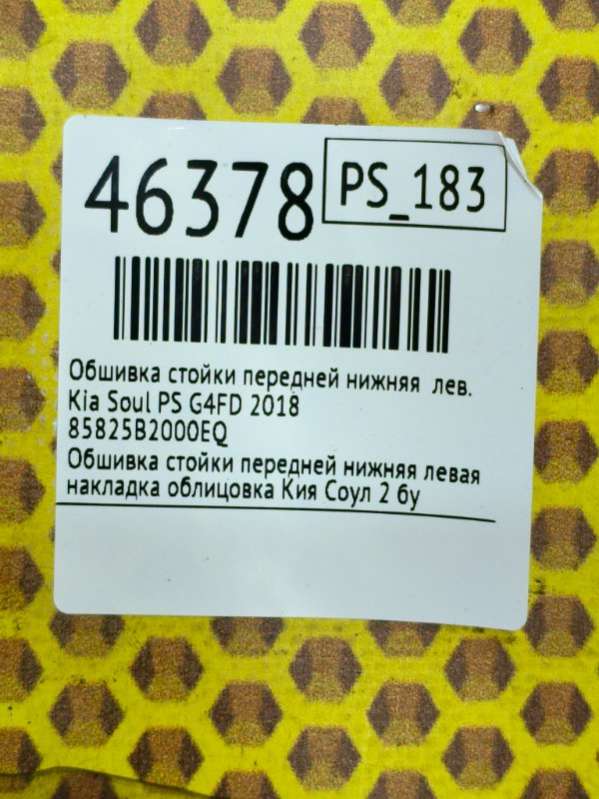 46378
PS_183
Обшивка стойки передней нижняя лев.
Kia Soul PS G4FD 2018
85825B2000EQ
Обшивка стойки передней нижняя левая
накладка облицовка Кия Соул 2 бу